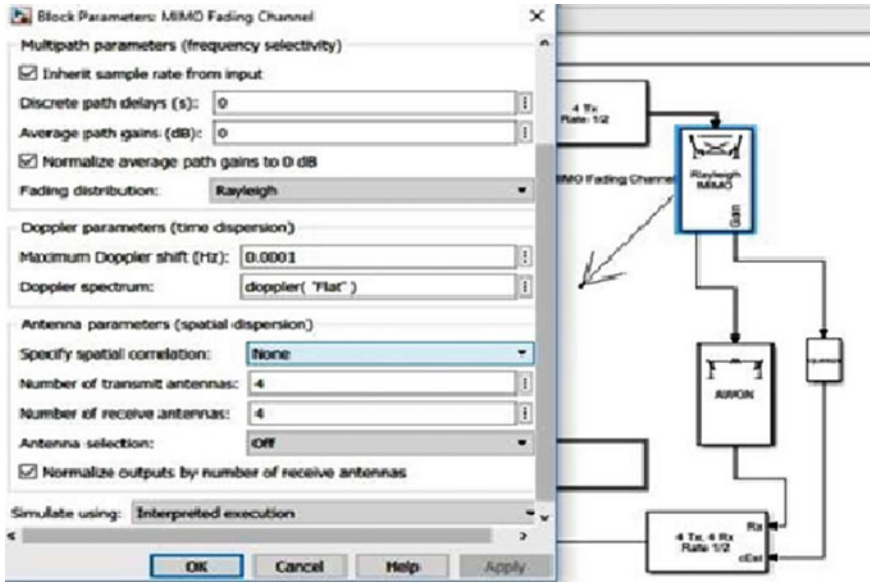 Block Parameters: MIMO Fading Channel
Multipath parameters (frequency selectivity)
Inherit sample rate from input
Discrete path delays (s): 0
Average path gains (dB): 0
Normalize average path gains to 0 dB
Fading distribution: Rayleigh
Doppler parameters (time dispersion)
Maximum Doppler shift (Hz): 0.0001
Doppler spectrum: doppler( "Flat" )
Antenna parameters (spatial dispersion)
Specify spatial correlation: None
Number of transmit antennas: 4
Number of receive antennas: 4
Antenna selection: Off
Normalize outputs by number of receive antennas
Simulate using: Interpreted execution
OK Cancel Help Apply
4 Tx
Rate 1/2
IMO Fading Channel
Rayleigh
MIMO
Gain
AWGN
4 Tx, 4 Rx
Rate 1/2
Rx
cEst